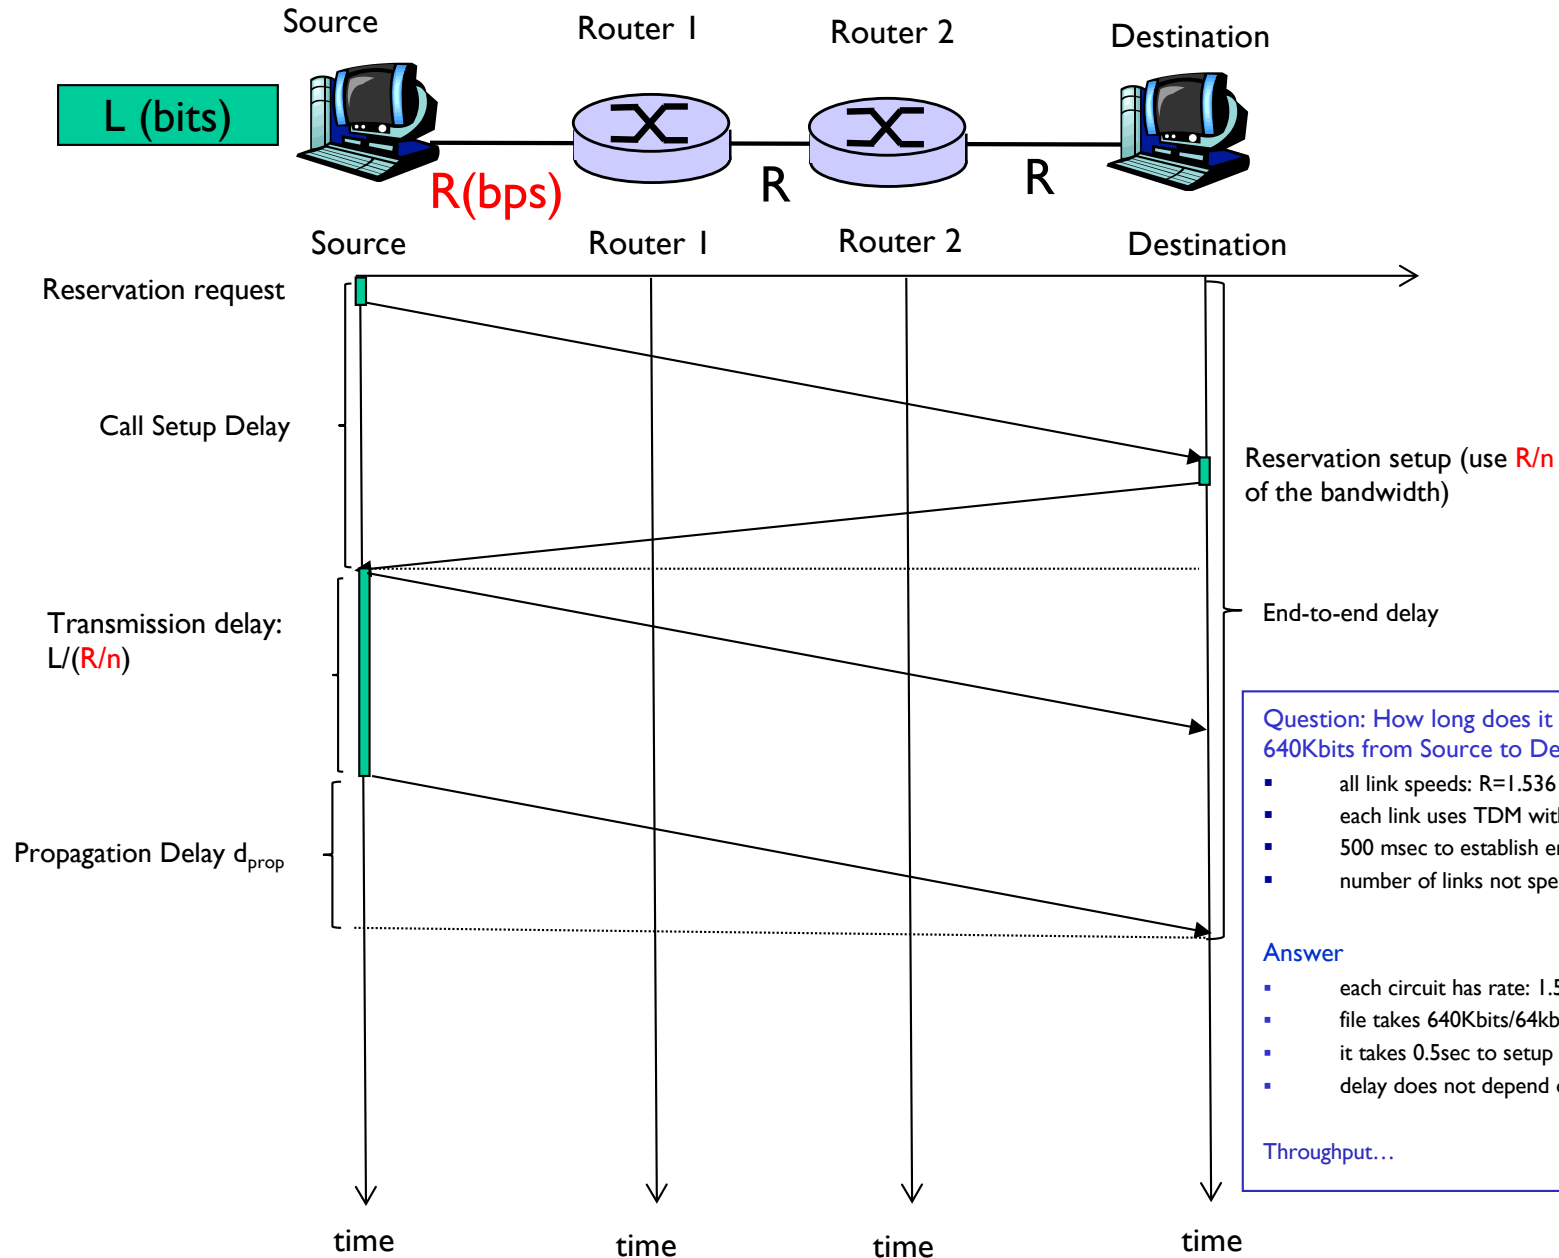 Source
Router 1
Router 2
Destination
L (bits)
R(bps)
R
R
Source
Router 1
Router 2
Destination
Reservation request
Call Setup Delay
Reservation setup (use R/n
of the bandwidth)
Transmission delay:
L/(R/n)
End-to-end delay
Propagation Delay dprop
Question: How long does it
640Kbits from Source to De
▪ all link speeds: R=1.536
▪ each link uses TDM with
▪ 500 msec to establish en
▪ number of links not spe
Answer
▪ each circuit has rate: 1.5
▪ file takes 640Kbits/64kb
▪ it takes 0.5sec to setup
▪ delay does not depend o
Throughput…
time
time
time
time